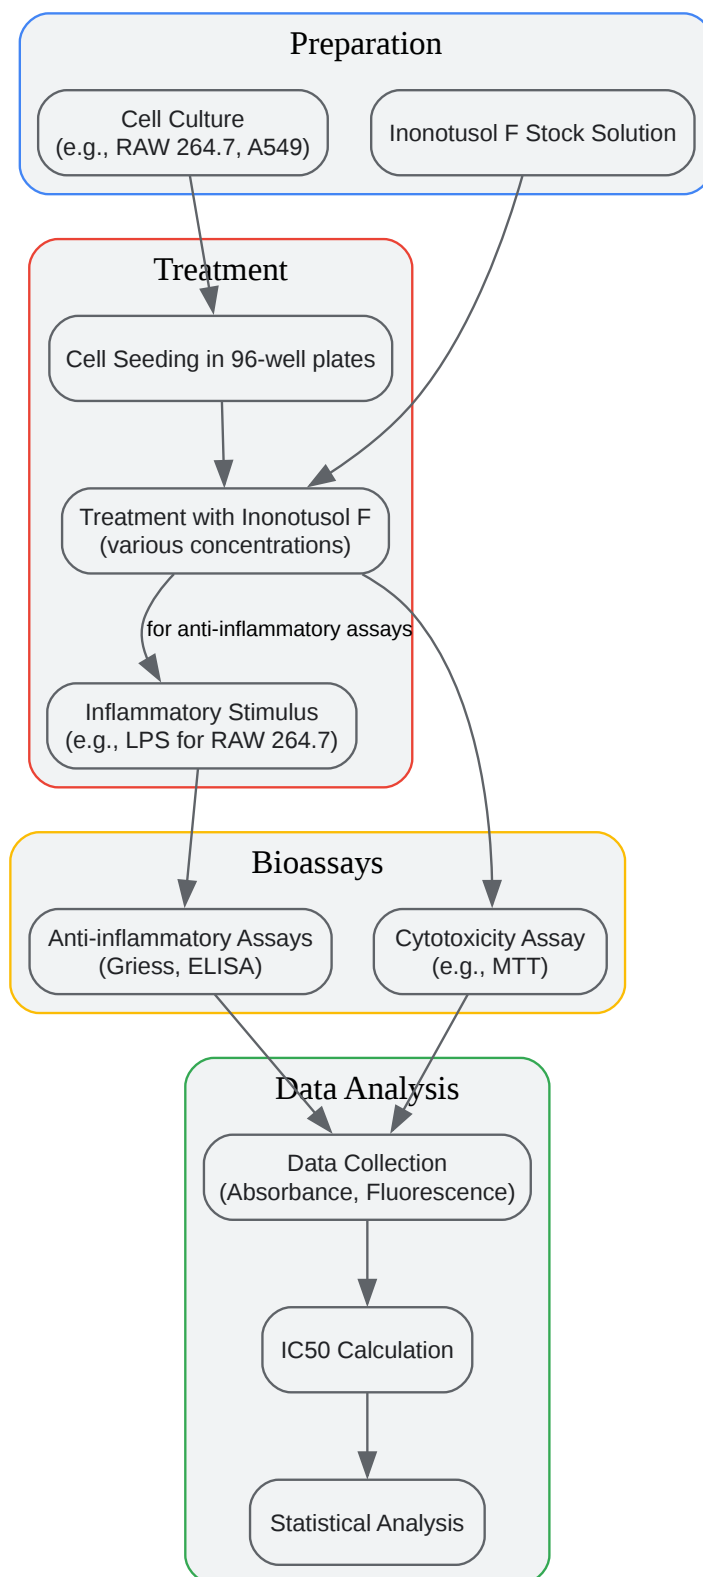 Preparation
Cell Culture
(e.g., RAW 264.7, A549)
Inonotusol F Stock Solution
Treatment
Cell Seeding in 96-well plates
Treatment with Inonotusol F
(various concentrations)
for anti-inflammatory assays
Inflammatory Stimulus
(e.g., LPS for RAW 264.7)
Bioassays
Anti-inflammatory Assays
(Griess, ELISA)
Cytotoxicity Assay
(e.g., MTT)
Data Analysis
Data Collection
(Absorbance, Fluorescence)
IC50 Calculation
Statistical Analysis